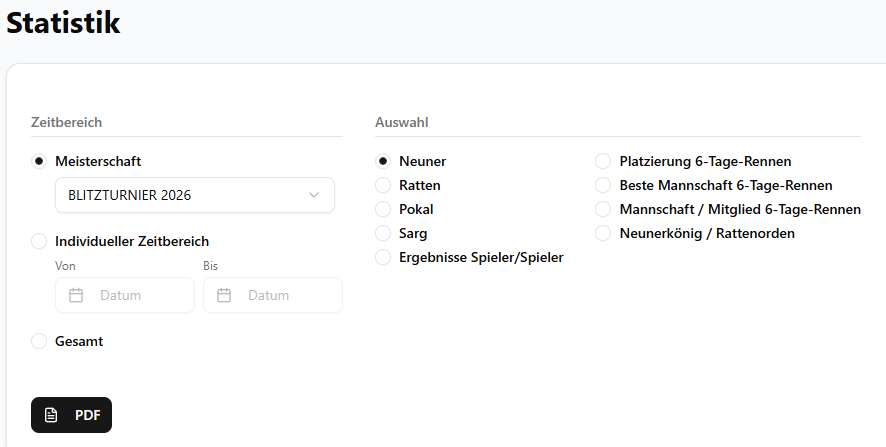 Statistik
Zeitbereich
Meisterschaft
BLITZTURNIER 2026
Individueller Zeitbereich
Von Bis
Datum Datum
Gesamt
PDF
Auswahl
Neuner
Ratten
Pokal
Sarg
Ergebnisse Spieler/Spieler
Platzierung 6-Tage-Rennen
Beste Mannschaft 6-Tage-Rennen
Mannschaft / Mitglied 6-Tage-Rennen
Neunerkönig / Rattenorden